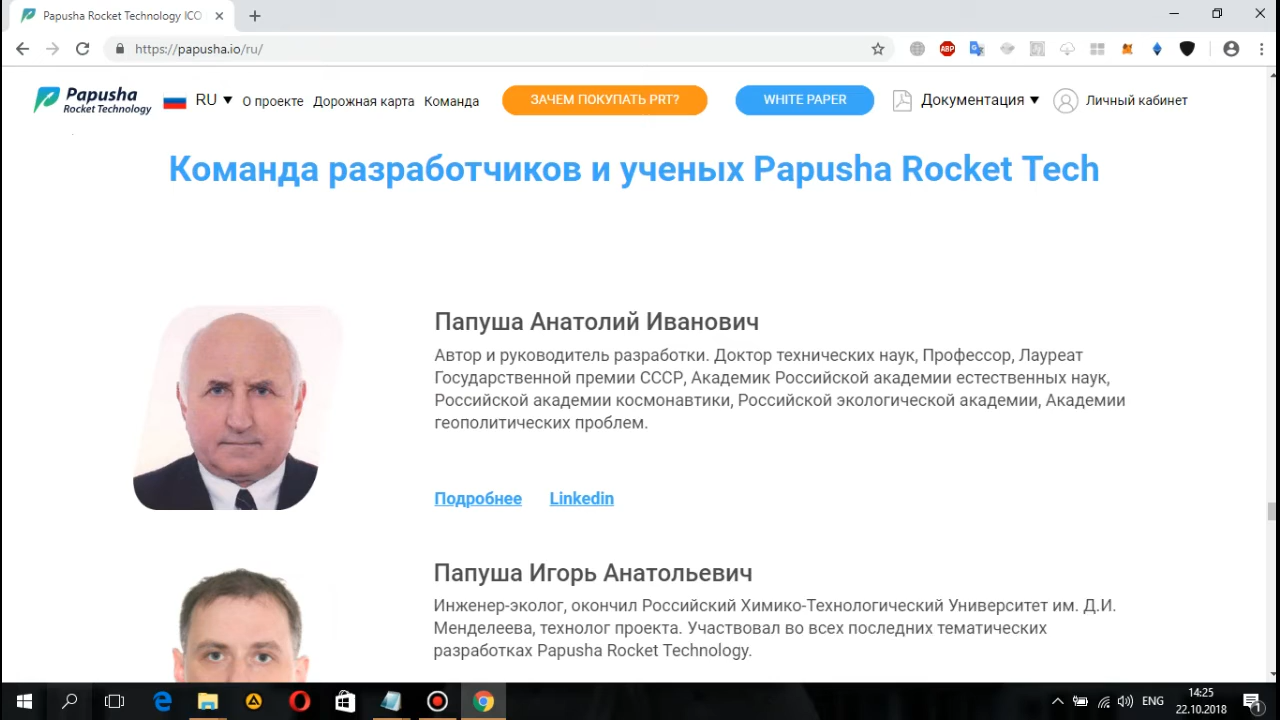 Papusha Rocket Technology ICO
https://papusha.io/ru/
ABP
Papusha
Rocket Technology
RU
О проекте
Дорожная карта
Команда
ЗАЧЕМ ПОКУПАТЬ PRT?
WHITE PAPER
Документация
Личный кабинет
Команда разработчиков и ученых Papusha Rocket Tech
Папуша Анатолий Иванович
Автор и руководитель разработки. Доктор технических наук, Профессор, Лауреат
Государственной премии СССР, Академик Российской академии естественных наук,
Российской академии космонавтики, Российской экологической академии, Академии
геополитических проблем.
Подробнее Linkedin
Папуша Игорь Анатольевич
Инженер-эколог, окончил Российский Химико-Технологический Университет им. Д.И.
Менделеева, технолог проекта. Участвовал во всех последних тематических
разработках Papusha Rocket Technology.
ENG
14:25
22.10.2018
1